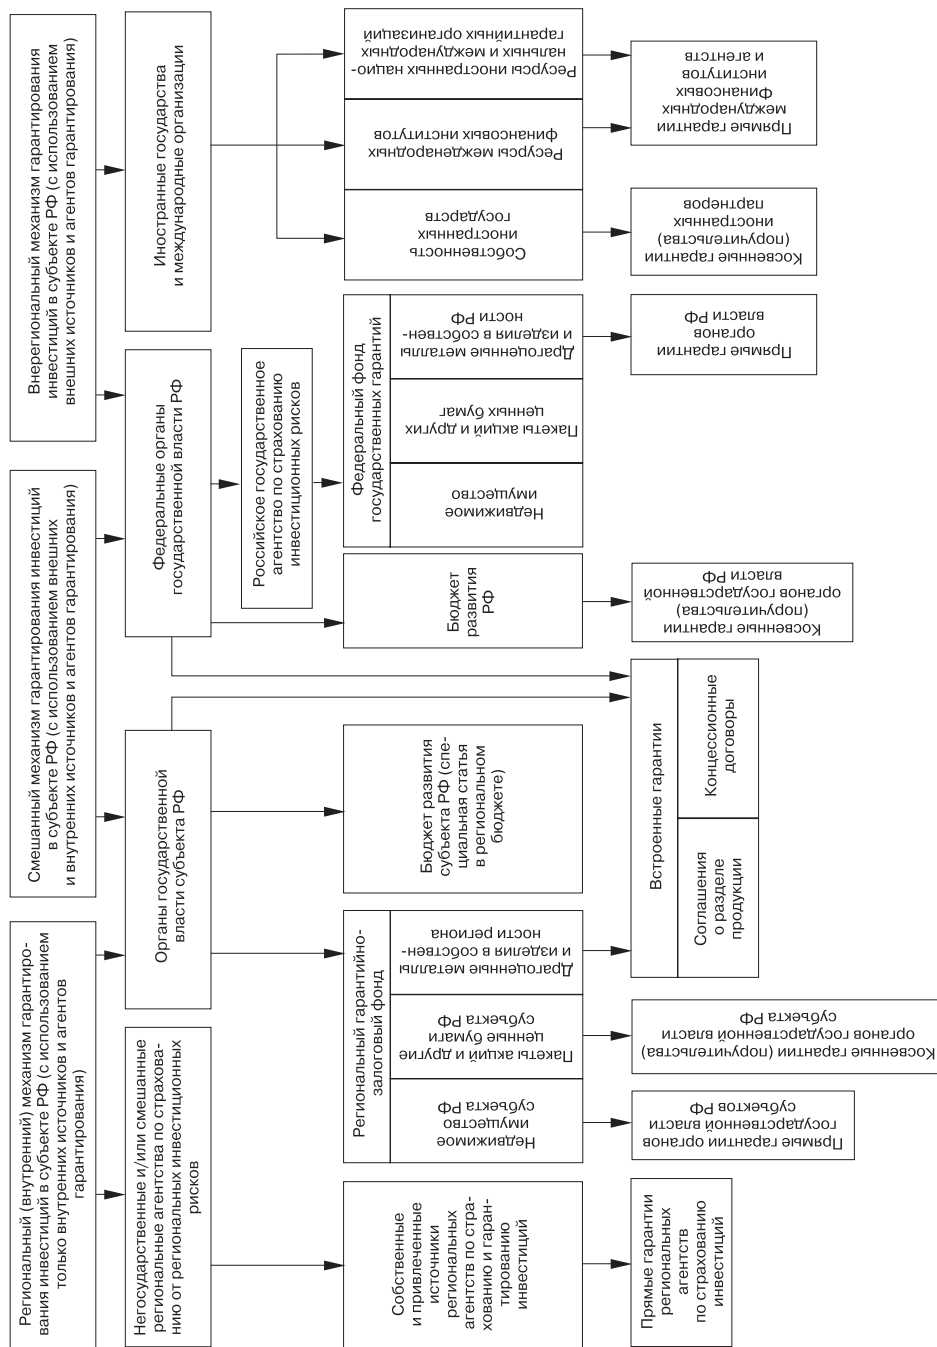 Региональный (внутренний) механизм гарантиро-
вания инвестиций в субъекте РФ (с использованием
только внутренних источников и агентов
гарантирования)
Смешанный механизм гарантирования инвестиций
в субъекте РФ (с использованием внешних
и внутренних источников и агентов гарантирования)
Внерегиональный механизм гарантирования
инвестиций в субъекте РФ (с использованием
внешних источников и агентов гарантирования)
Негосударственные и/или смешанные
региональные агентства по страхова-
нию от региональных инвестиционных
рисков
Органы государственной
власти субъекта РФ
Федеральные органы
государственной власти РФ
Иностранные государства
и международные организации
Российское государственное
агентство по страхованию
инвестиционных рисков
Собственные
и привлеченные
источники
региональных
агентств по стра-
хованию и гаран-
тированию
инвестиций
Региональный гарантийно-
залоговый фонд
Недвижимое
имущество
субъекта РФ
Пакеты акций и другие
ценные бумаги
субъекта РФ
Драгоценные металлы
и изделия в собствен-
ности региона
Бюджет развития
субъекта РФ (спе-
циальная статья
в региональном
бюджете)
Бюджет
развития
РФ
Федеральный фонд
государственных гарантий
Недвижимое
имущество
Пакеты акций и других
ценных бумаг
Драгоценные металлы
и изделия в собствен-
ности РФ
Собственность
иностранных
государств
Ресурсы международных
финансовых институтов
Ресурсы иностранных нацио-
нальных и международных
гарантийных организаций
Прямые гарантии
региональных
агентств
по страхованию
инвестиций
Прямые гарантии органов
государственной власти
субъектов РФ
Косвенные гарантии (поручительства)
органов государственной власти
субъекта РФ
Встроенные гарантии
Соглашения
о разделе
продукции
Концессионные
договоры
Косвенные гарантии
(поручительства)
органов государственной
власти РФ
Прямые гарантии
органов
власти РФ
Косвенные гарантии
(поручительства)
иностранных
партнеров
Прямые гарантии
международных
Финансовых
институтов
и агентств